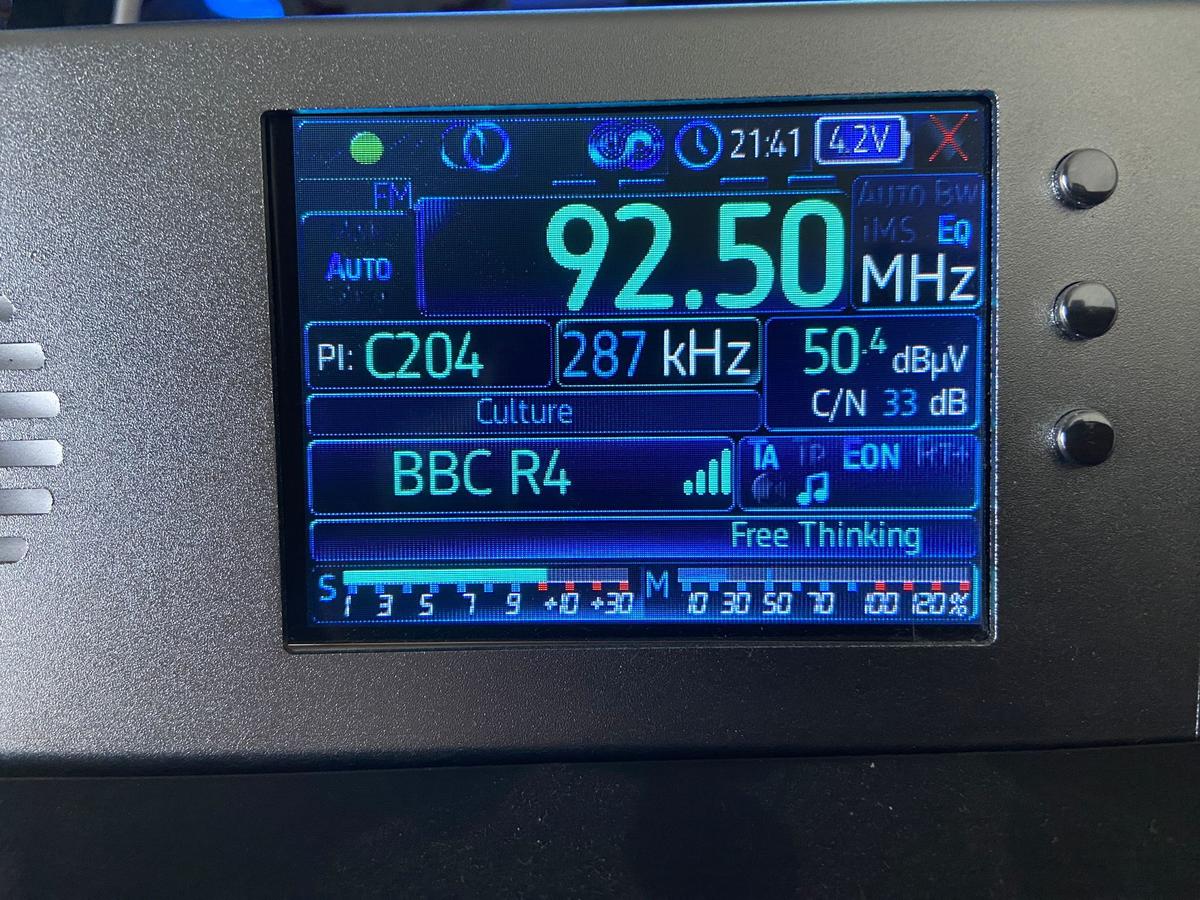 21:41 4.2V
FM
AUTO BW
iMS EQ
AUTO
92.50 MHz
PI: C204 287 kHz 50.4 dBµV
C/N 33 dB
Culture
BBC R4 TA TP EON RT+
Free Thinking
S 1 3 5 7 9 +10 +30 M 10 30 50 70 100 120 %